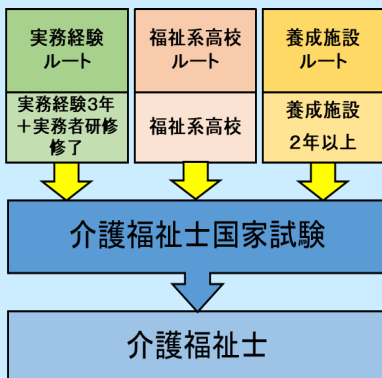 実務経験
ルート
実務経験3年
＋実務者研修
修了
福祉系高校
ルート
福祉系高校
養成施設
ルート
養成施設
2年以上
介護福祉士国家試験
介護福祉士